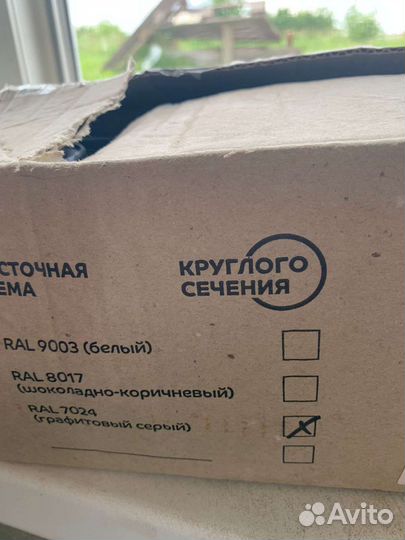 СТОЧНАЯ
ЕМА
КРУГЛОГО
СЕЧЕНИЯ
RAL 9003 (белый)
RAL 8017
(шоколадно-коричневый)
RAL 7024
(графитовый серый)
Avito